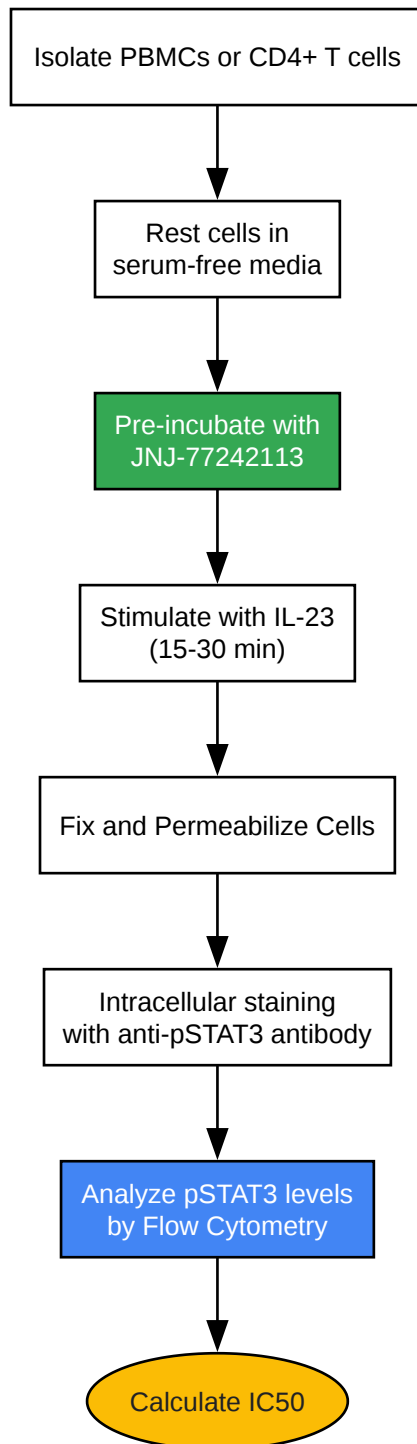 Isolate PBMCs or CD4+ T cells
Rest cells in
serum-free media
Pre-incubate with
JNJ-77242113
Stimulate with IL-23
(15-30 min)
Fix and Permeabilize Cells
Intracellular staining
with anti-pSTAT3 antibody
Analyze pSTAT3 levels
by Flow Cytometry
Calculate IC50